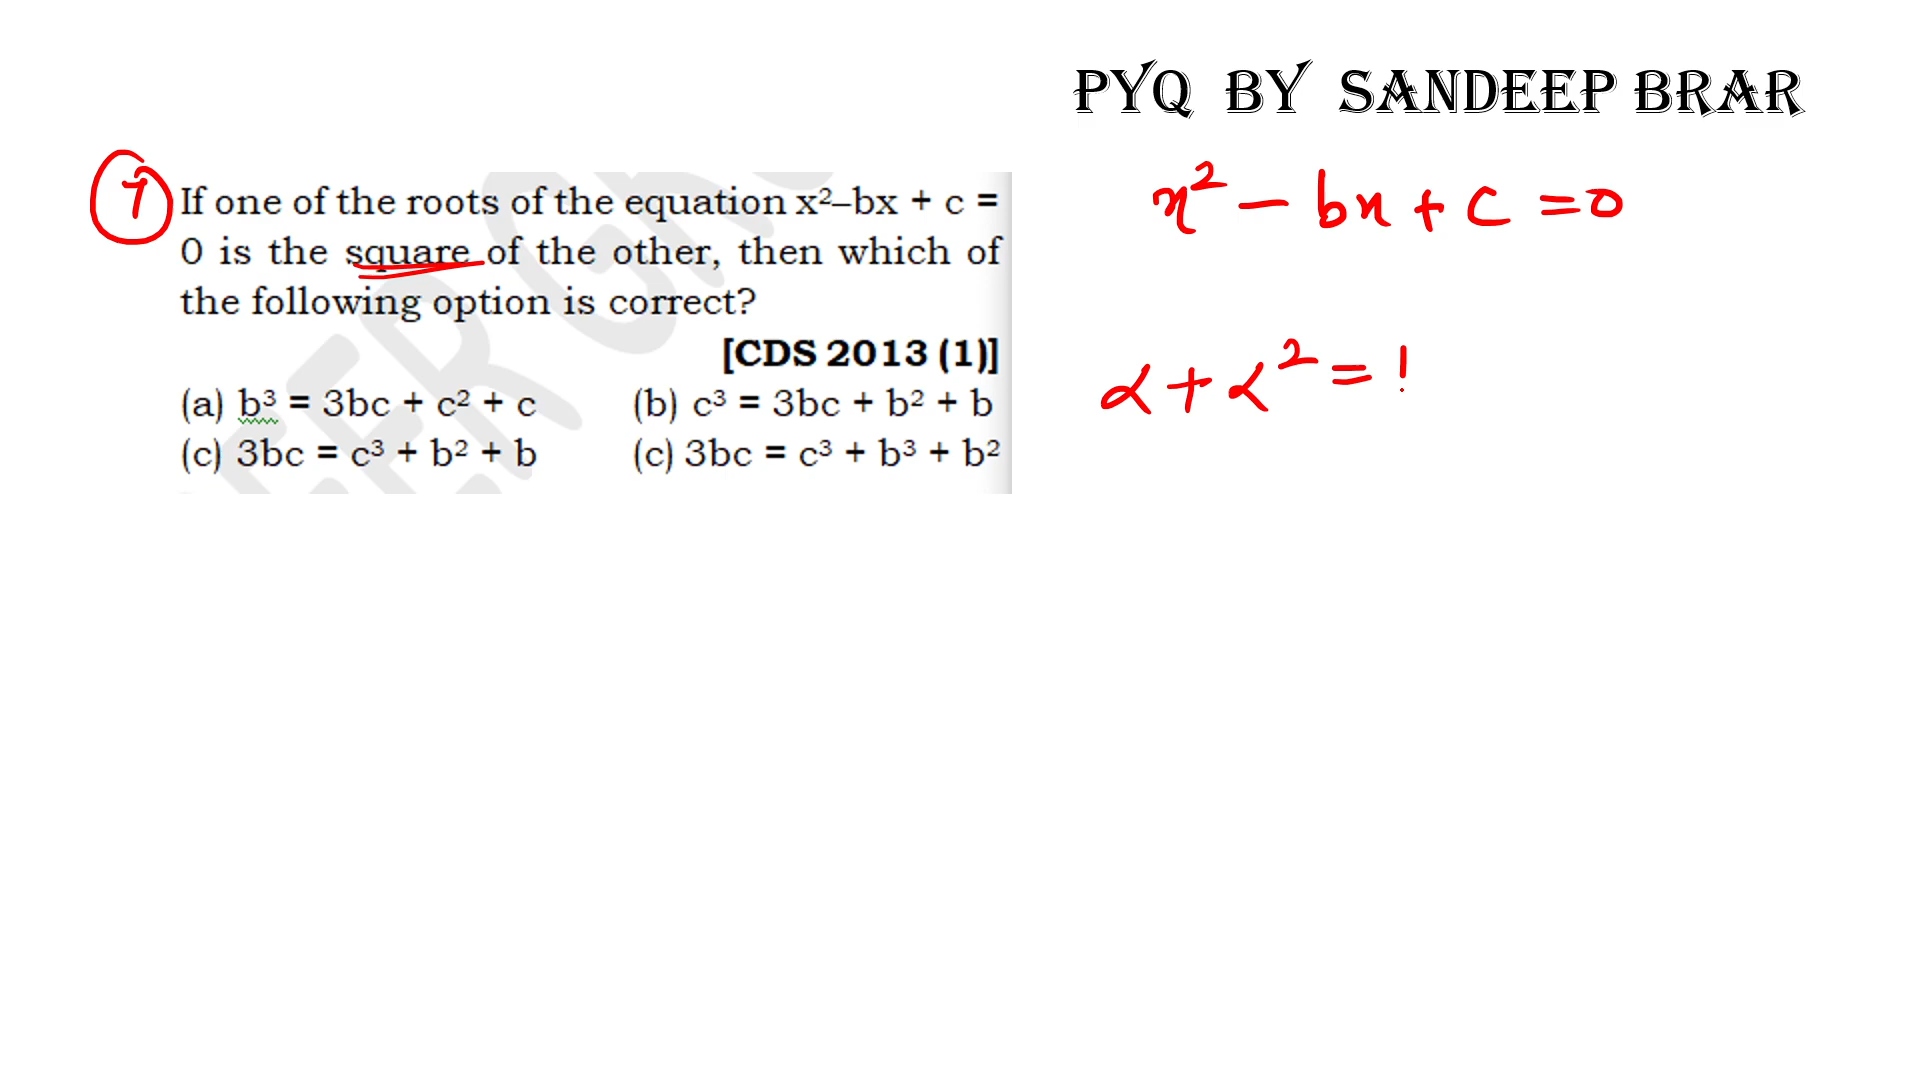 PYQ BY SANDEEP BRAR
7
If one of the roots of the equation x²–bx + c =
0 is the square of the other, then which of
the following option is correct?
[CDS 2013 (1)]
(a) b³ = 3bc + c² + c (b) c³ = 3bc + b² + b
(c) 3bc = c³ + b² + b (c) 3bc = c³ + b³ + b²
x² − bx + c = 0
α + α² =